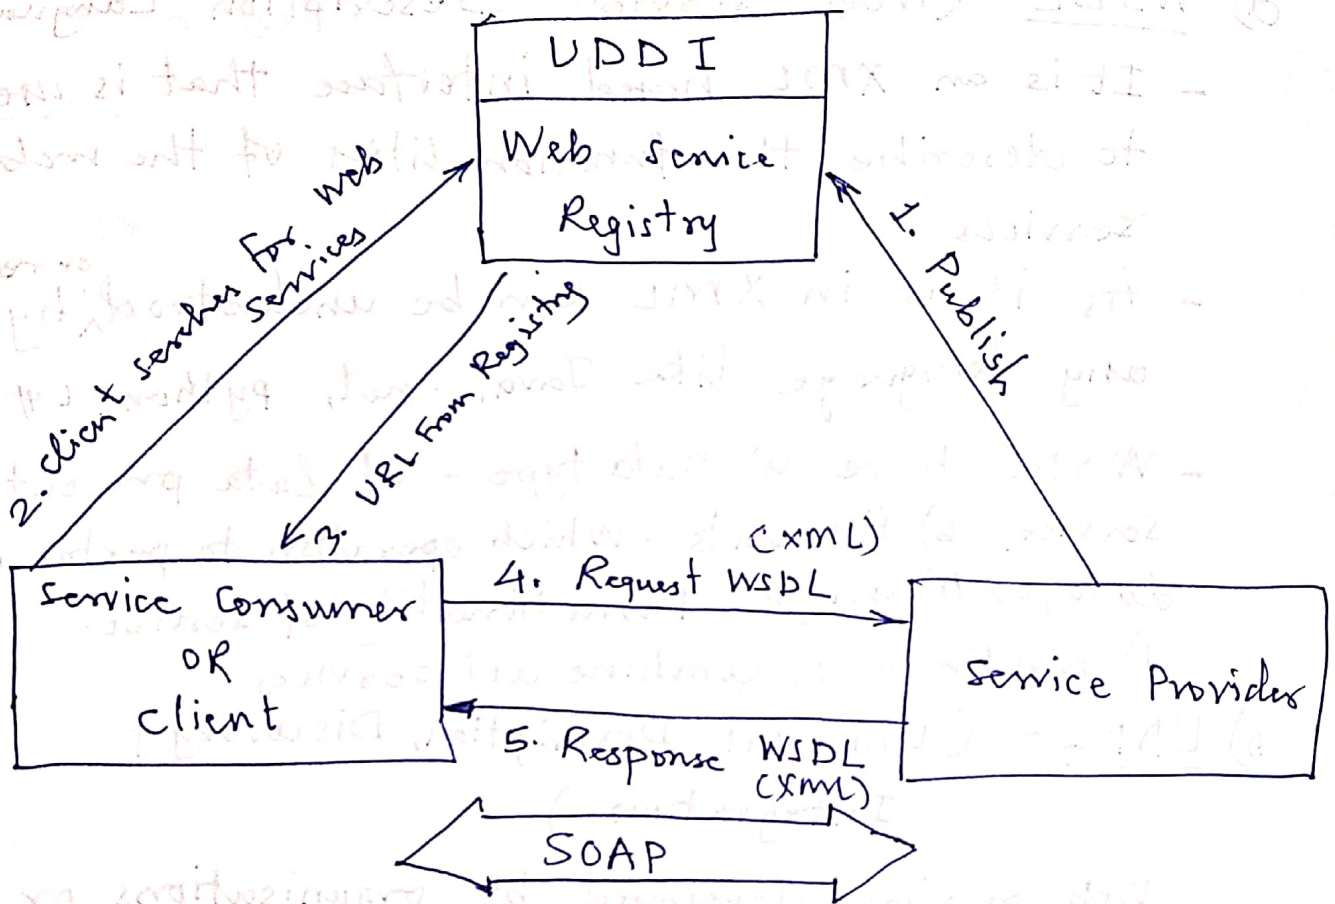 UDDI
Web service
Registry
1. Publish
2. client serches for web
services
3. URL From Registry
(XML)
4. Request WSDL
Service Consumer
OR
client
Service Provider
5. Response WSDL
(XML)
SOAP